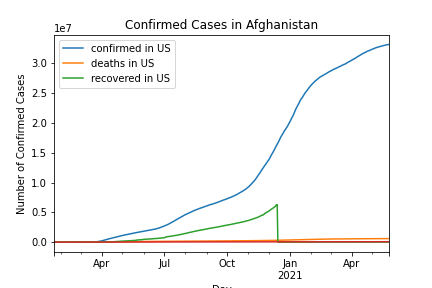 Confirmed Cases in Afghanistan
1e7
confirmed in US
deaths in US
recovered in US
Number of Confirmed Cases
3.0
2.5
2.0
1.5
1.0
0.5
0.0
Apr
Jul
Oct
Jan
2021
Apr